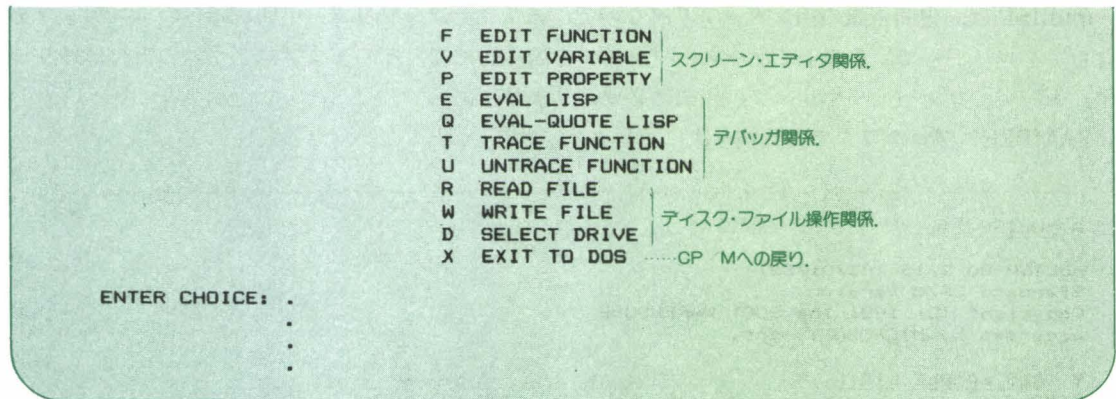 F EDIT FUNCTION
V EDIT VARIABLE スクリーン・エディタ関係.
P EDIT PROPERTY
E EVAL LISP
Q EVAL-QUOTE LISP
T TRACE FUNCTION デバッガ関係.
U UNTRACE FUNCTION
R READ FILE
W WRITE FILE ディスク・ファイル操作関係.
D SELECT DRIVE
X EXIT TO DOS ……CP Mへの戻り.
ENTER CHOICE: .
.
.
.